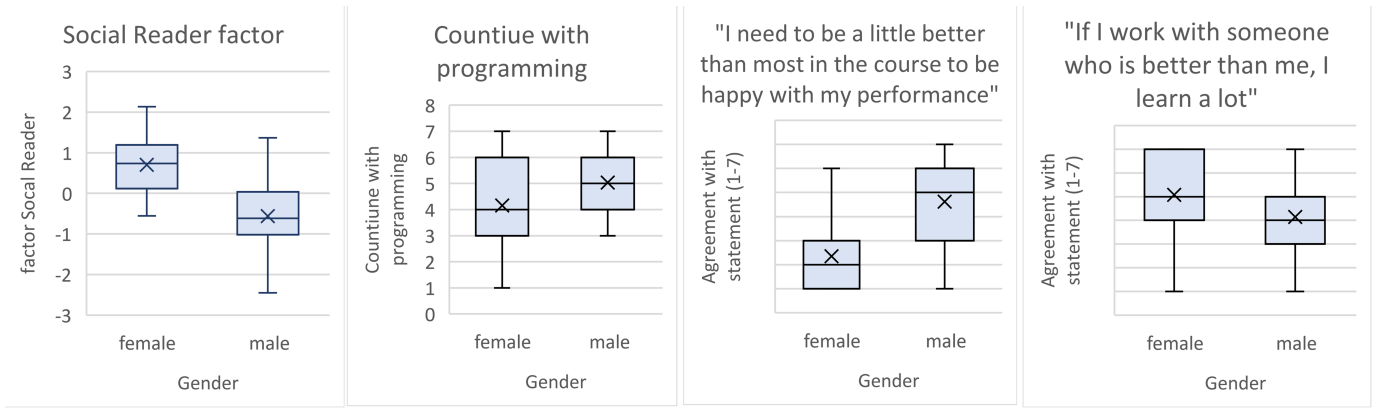 Social Reader factor
factor Socal Reader
3
2
1
0
-1
-2
-3
female male
Gender
Countiue with
programming
Countiune with
programming
8
7
6
5
4
3
2
1
0
female male
Gender
"I need to be a little better
than most in the course to be
happy with my performance"
Agreement with
statement (1-7)
female male
Gender
"If I work with someone
who is better than me, I
learn a lot"
Agreement with
statement (1-7)
female male
Gender